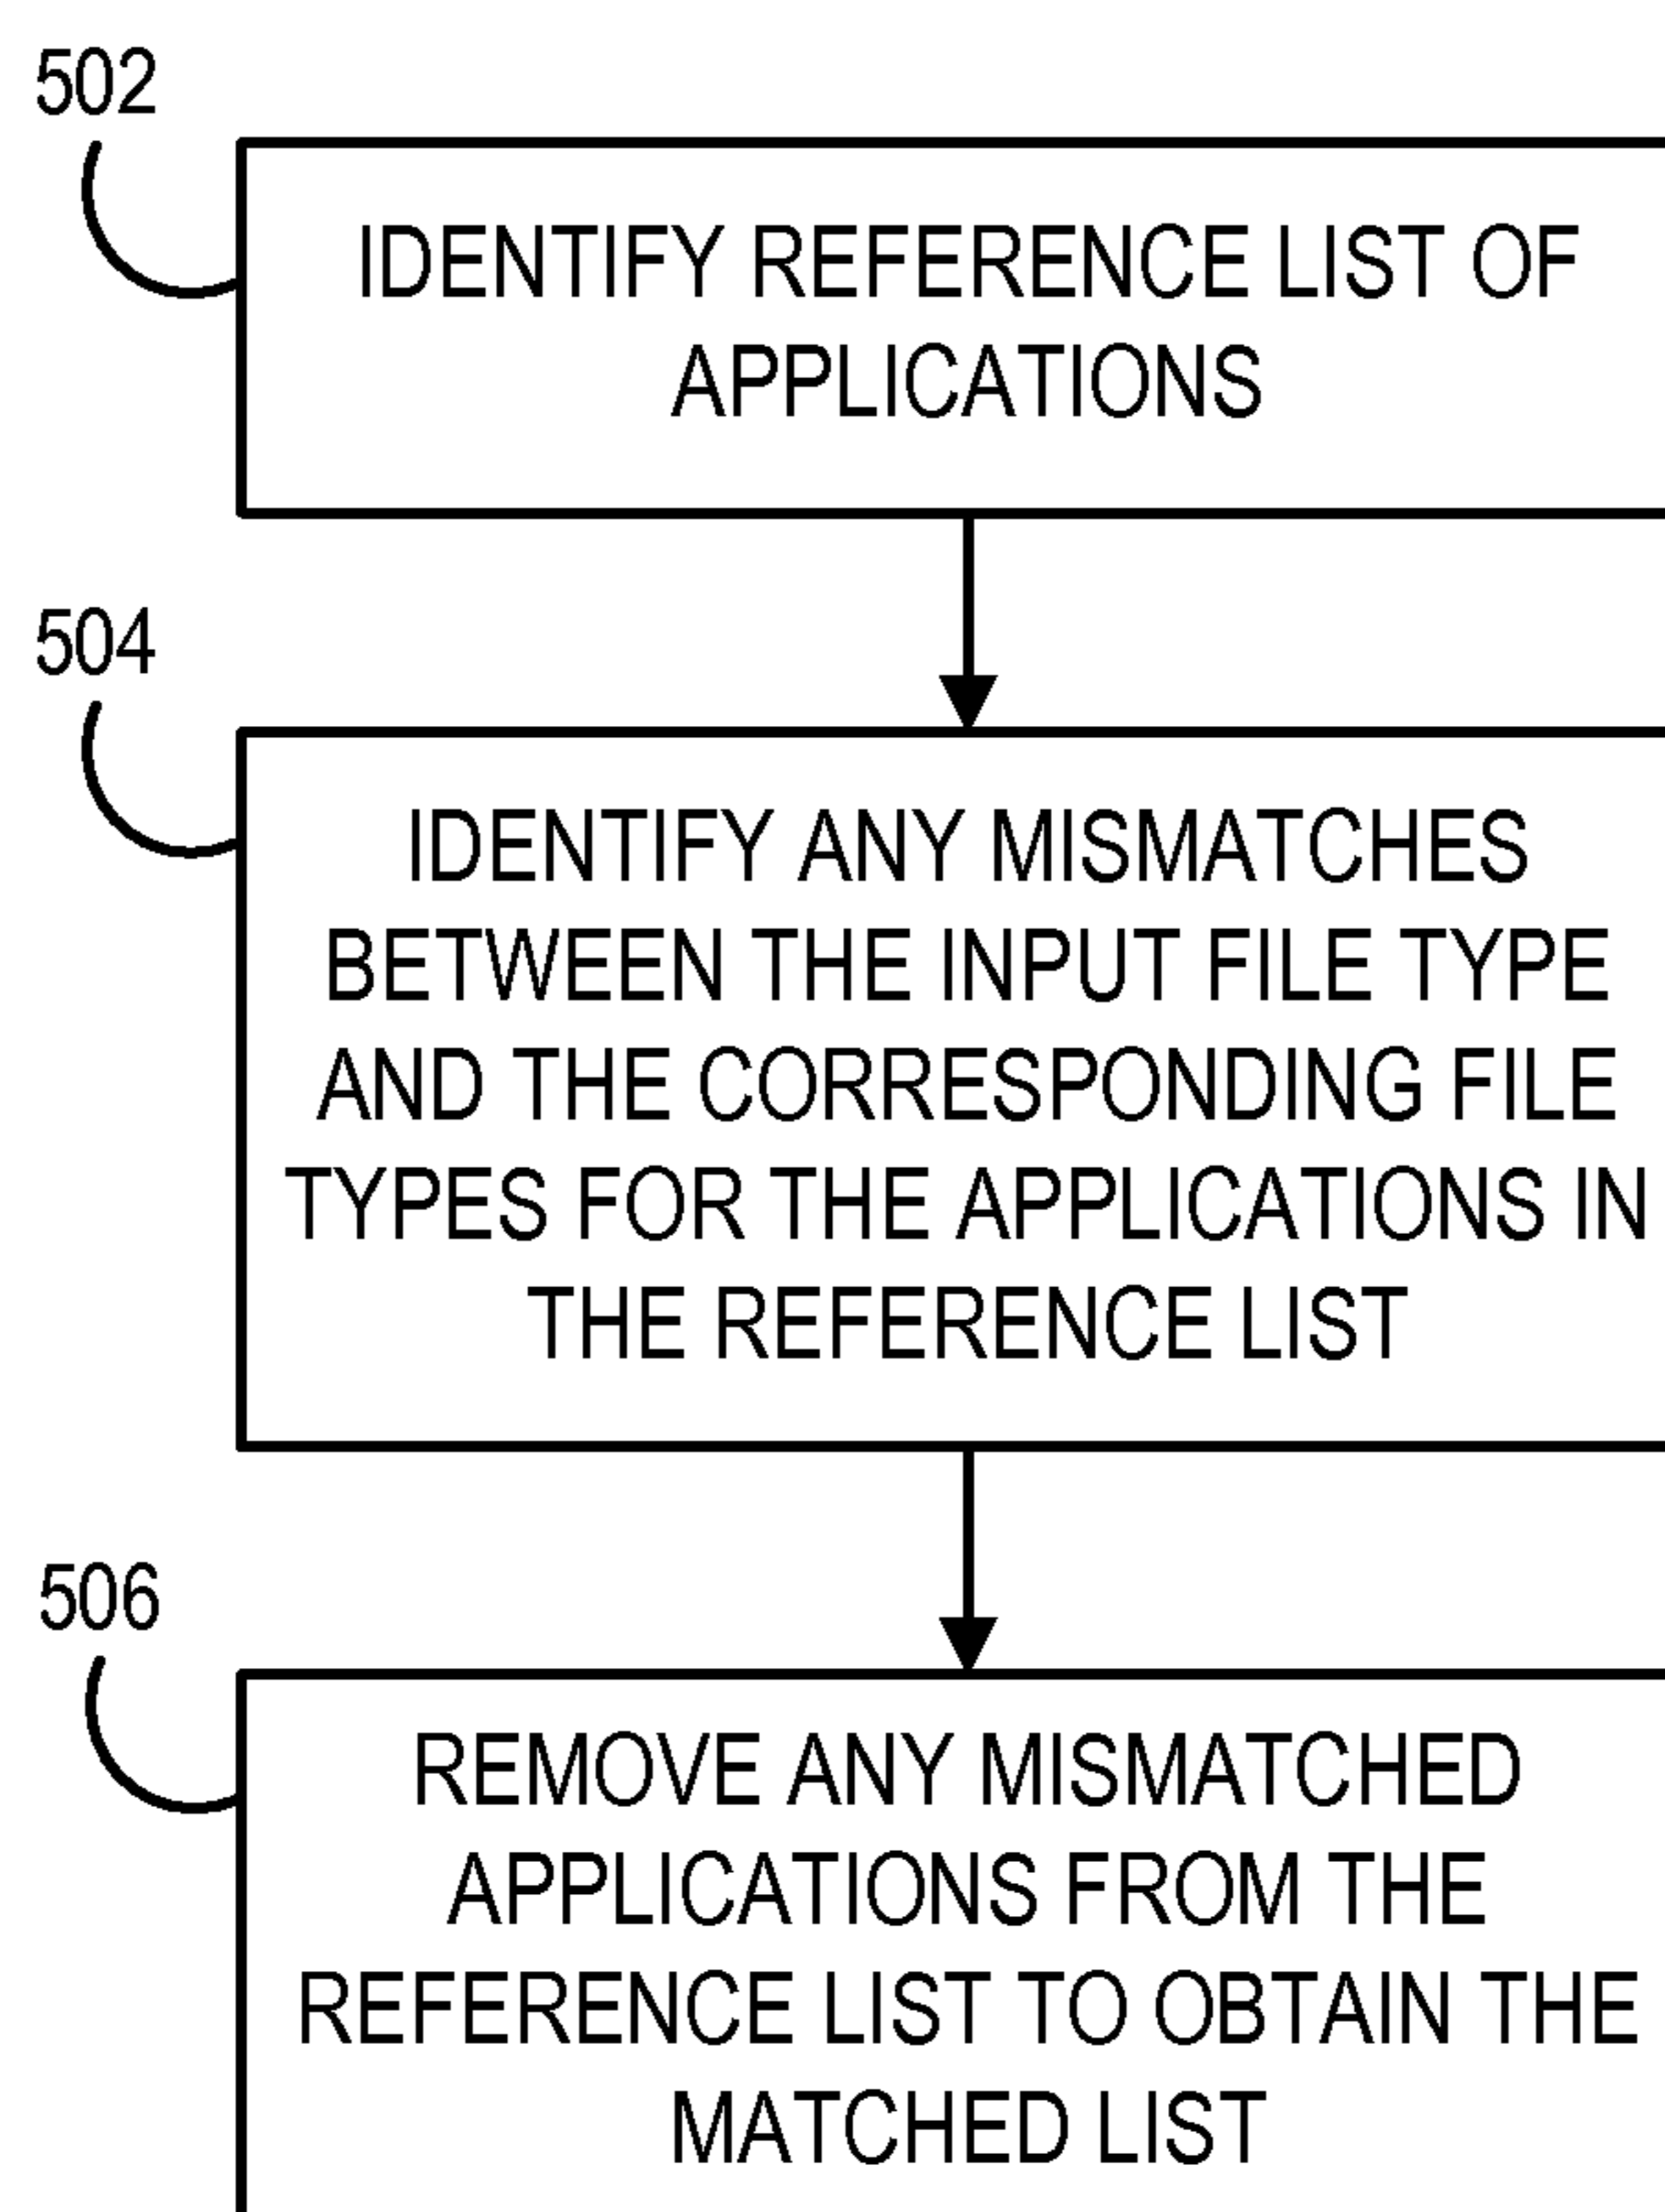 502
IDENTIFY REFERENCE LIST OF
APPLICATIONS
504
IDENTIFY ANY MISMATCHES
BETWEEN THE INPUT FILE TYPE
AND THE CORRESPONDING FILE
TYPES FOR THE APPLICATIONS IN
THE REFERENCE LIST
506
REMOVE ANY MISMATCHED
APPLICATIONS FROM THE
REFERENCE LIST TO OBTAIN THE
MATCHED LIST